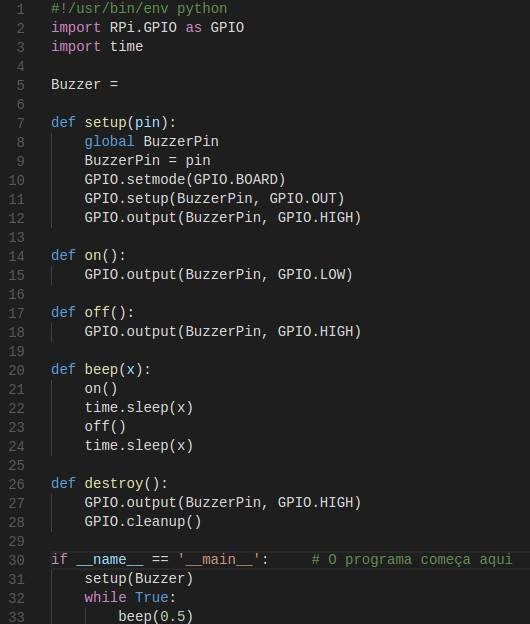 1 #!/usr/bin/env python
2 import RPi.GPIO as GPIO
3 import time
4
5 Buzzer =
6
7 def setup(pin):
8     global BuzzerPin
9     BuzzerPin = pin
10     GPIO.setmode(GPIO.BOARD)
11     GPIO.setup(BuzzerPin, GPIO.OUT)
12     GPIO.output(BuzzerPin, GPIO.HIGH)
13
14 def on():
15     GPIO.output(BuzzerPin, GPIO.LOW)
16
17 def off():
18     GPIO.output(BuzzerPin, GPIO.HIGH)
19
20 def beep(x):
21     on()
22     time.sleep(x)
23     off()
24     time.sleep(x)
25
26 def destroy():
27     GPIO.output(BuzzerPin, GPIO.HIGH)
28     GPIO.cleanup()
29
30 if __name__ == '__main__':     # O programa começa aqui
31     setup(Buzzer)
32     while True:
33         beep(0.5)